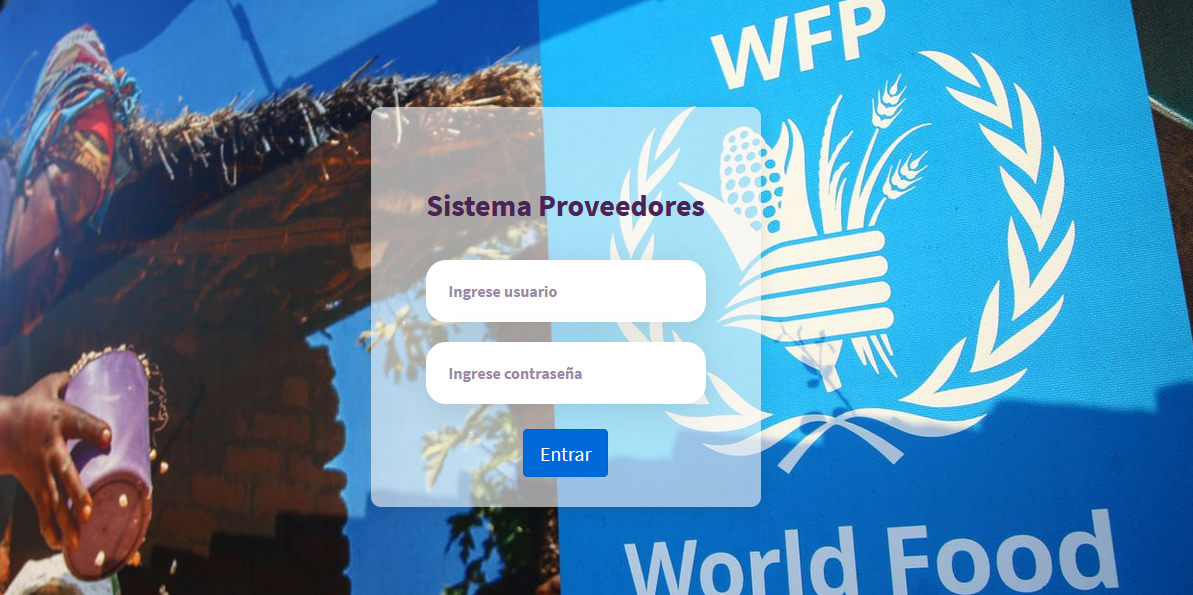 WFP
Sistema Proveedores
Ingrese usuario
Ingrese contraseña
Entrar
World Food